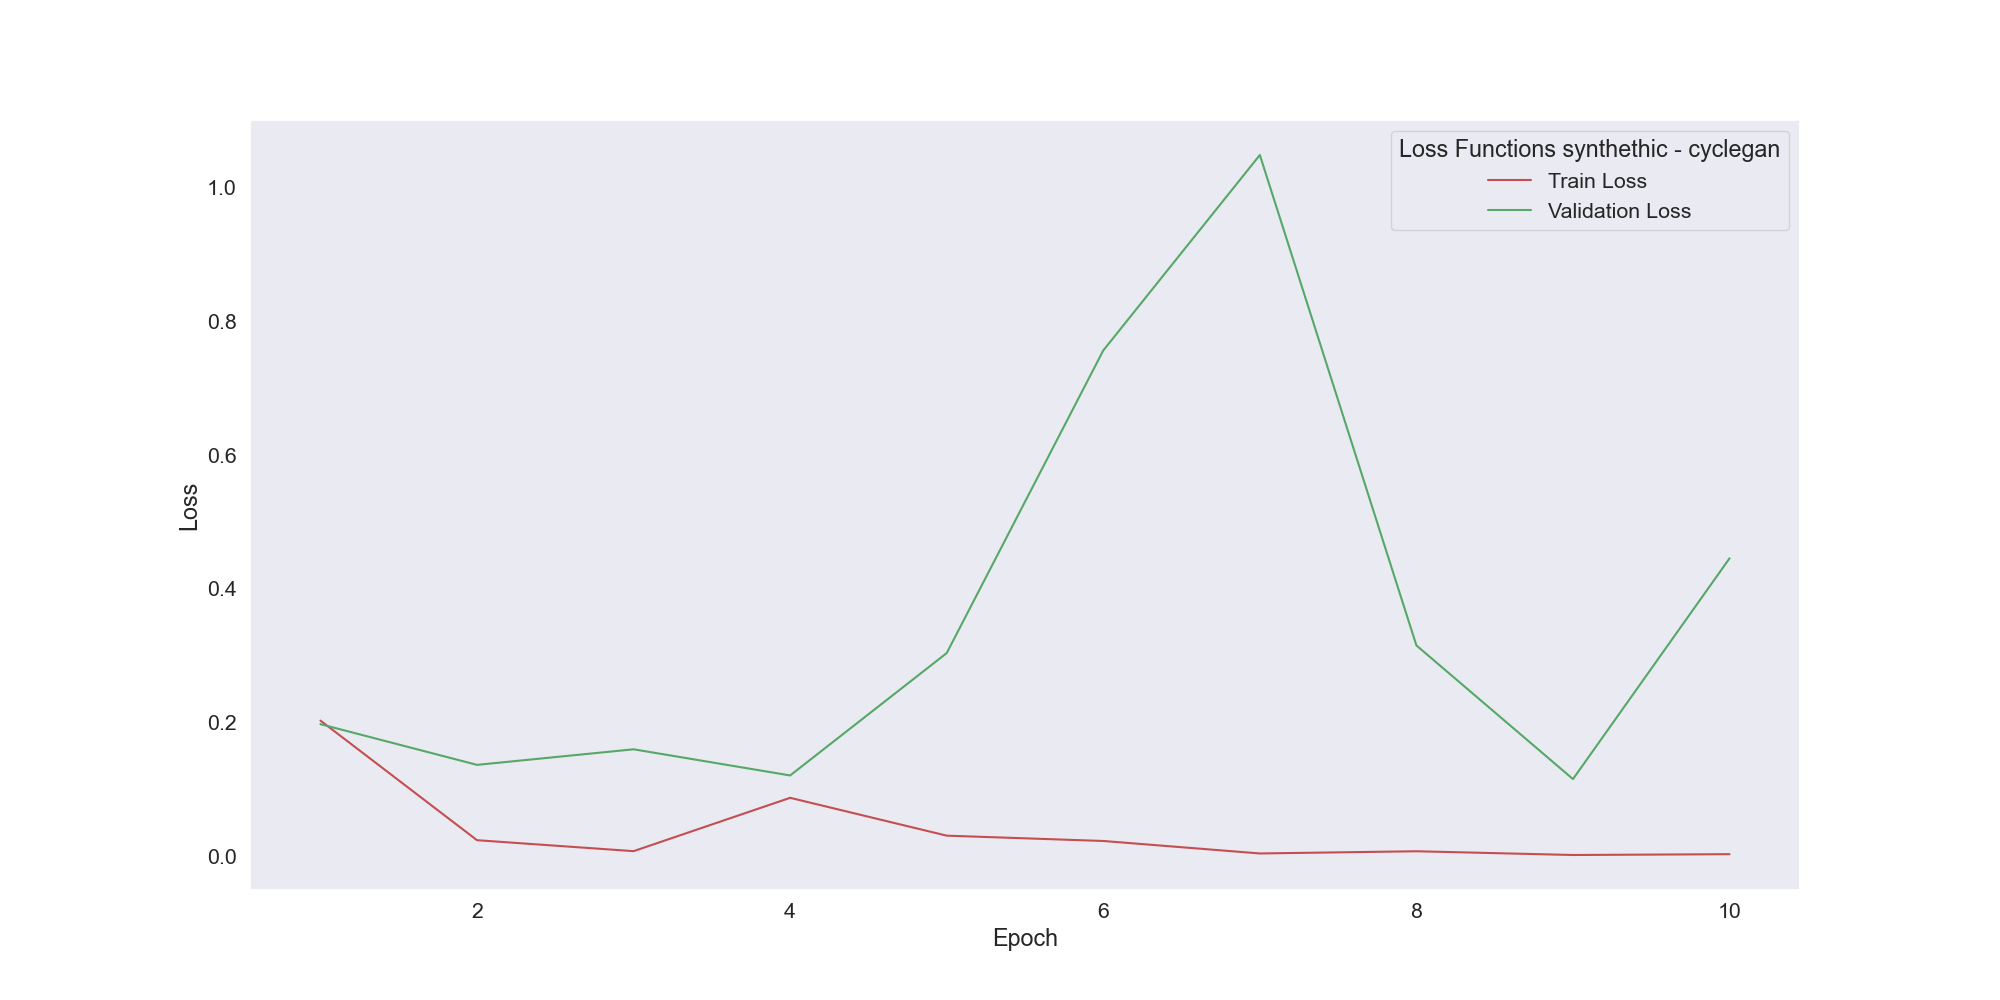 Loss Functions synthethic - cyclegan
Train Loss
Validation Loss
1.0
0.8
0.6
0.4
0.2
0.0
Loss
2 4 6 8 10
Epoch